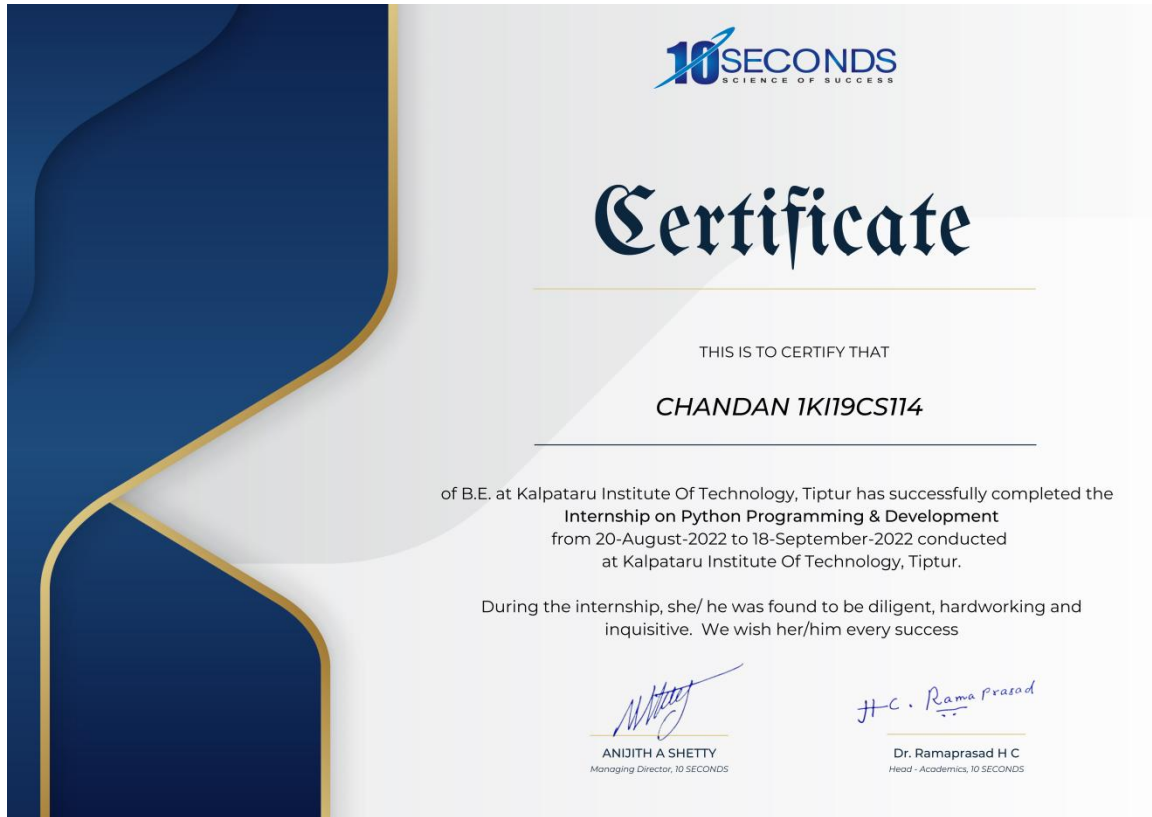 10 SECONDS
SCIENCE OF SUCCESS
Certificate
THIS IS TO CERTIFY THAT
CHANDAN 1KI19CS114
of B.E. at Kalpataru Institute Of Technology, Tiptur has successfully completed the
Internship on Python Programming & Development
from 20-August-2022 to 18-September-2022 conducted
at Kalpataru Institute Of Technology, Tiptur.
During the internship, she/ he was found to be diligent, hardworking and
inquisitive. We wish her/him every success
H C. Rama prasad
ANIJITH A SHETTY
Managing Director, 10 SECONDS
Dr. Ramaprasad H C
Head - Academics, 10 SECONDS